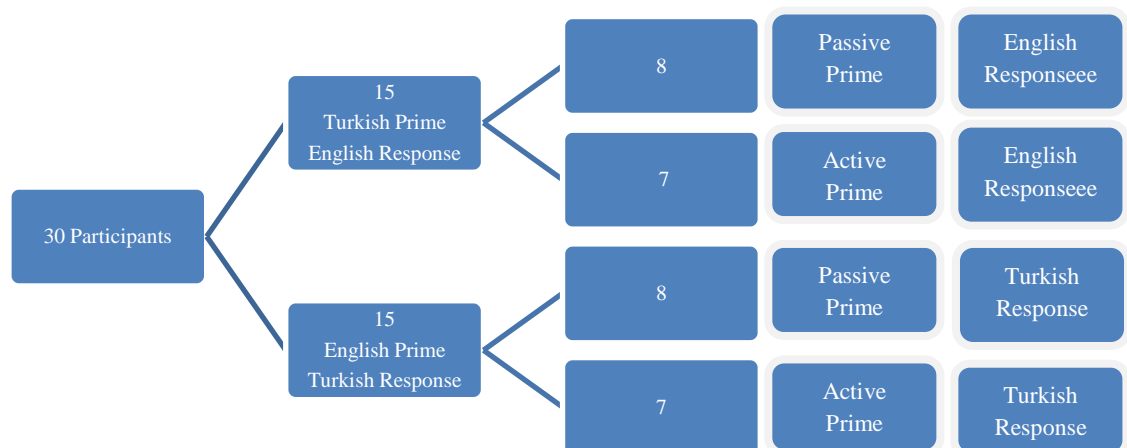 30 Participants
15
Turkish Prime
English Response
15
English Prime
Turkish Response
8
Passive
Prime
English
Responseee
7
Active
Prime
English
Responseee
8
Passive
Prime
Turkish
Response
7
Active
Prime
Turkish
Response